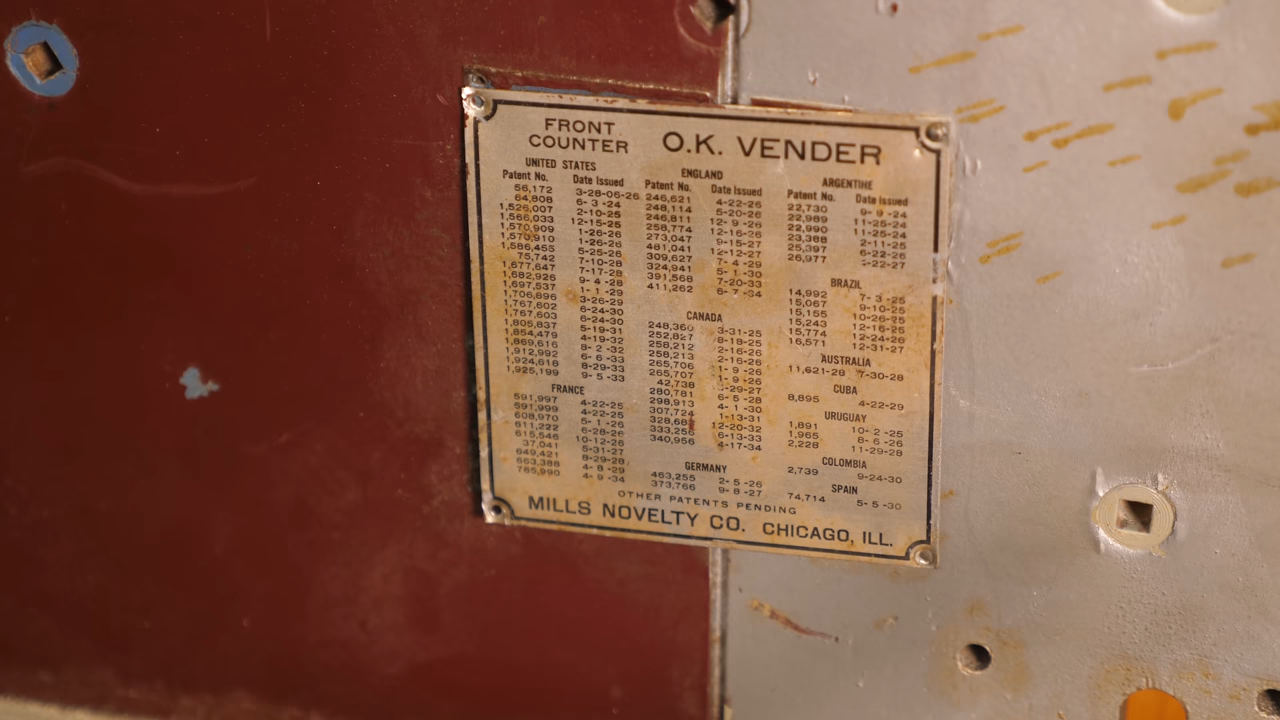 FRONT COUNTER O.K. VENDER
UNITED STATES
Patent No. Date Issued
56,172 3-28-06-26
64,808 6- 3 -24
1,526,007 2-10-25
1,566,033 12-15-25
1,570,909 1-26-26
1,570,910 1-26-26
1,586,455 5-25-26
75,742 7-10-28
1,677,647 7-17-28
1,682,926 9- 4 -28
1,697,537 1- 1 -29
1,706,896 3-26-29
1,767,602 6-24-30
1,767,603 6-24-30
1,805,837 5-19-31
1,854,479 4-19-32
1,869,616 8- 2 -32
1,912,992 6- 6 -33
1,924,618 8-29-33
1,925,199 9- 5 -33
FRANCE
591,997 4-22-25
591,999 4-22-25
608,970 5- 1 -26
611,222 6-28-26
615,546 10-12-26
37,041 5-31-27
649,421 8-29-28
663,388 4- 8 -29
765,990 4- 9 -34
ENGLAND
Patent No. Date Issued
246,621 4-22-26
248,114 5-20-26
246,811 12- 9 -26
258,774 12-16-26
273,047 9-15-27
481,041 12-12-27
309,627 7- 4 -29
324,941 5- 1 -30
391,568 7-20-33
411,262 6- 7 -34
CANADA
248,360 3-31-25
252,827 8-18-25
258,212 2-16-26
258,213 2-16-26
265,706 11- 9 -26
265,707 1- 9 -26
42,738 -29-27
280,781 6- 5 -28
298,913 4- 1 -30
307,724 1-13-31
328,68 12-20-32
333,256 6-13-33
340,956 4-17-34
GERMANY
463,255 2- 5 -26
373,766 9- 8 -27
ARGENTINE
Patent No. Date Issued
22,730 9- 9 -24
22,989 11-25-24
22,990 11-25-24
23,388 2-11-25
25,397 6-22-26
26,977 -22-27
BRAZIL
14,992 7- 3 -25
15,067 9-10-25
15,155 10-26-25
15,243 12-16-25
15,774 12-24-26
16,571 12-31-27
AUSTRALIA
11,621-28 7-30-28
CUBA
8,895 4-22-29
URUGUAY
1,891 10- 2 -25
1,965 8- 6 -26
2,228 11-29-28
COLOMBIA
2,739 9-24-30
SPAIN
74,714 5- 5 -30
OTHER PATENTS PENDING
MILLS NOVELTY CO. CHICAGO, ILL.